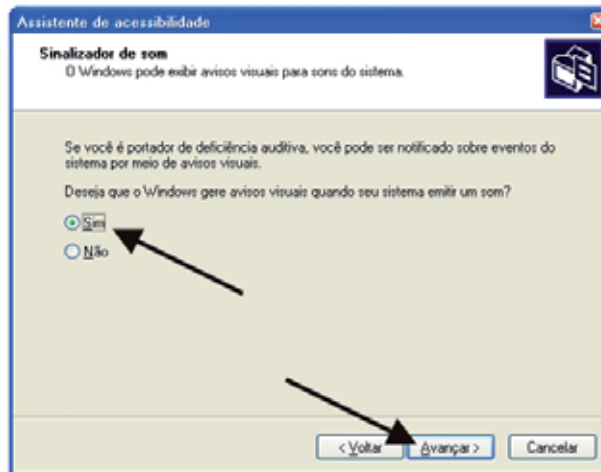 Assistente de acessibilidade
Sinalizador de som
O Windows pode exibir avisos visuais para sons do sistema.
Se você é portador de deficiência auditiva, você pode ser notificado sobre eventos do
sistema por meio de avisos visuais.
Deseja que o Windows gere avisos visuais quando seu sistema emitir um som?
Sim
Não
< Voltar Avançar > Cancelar